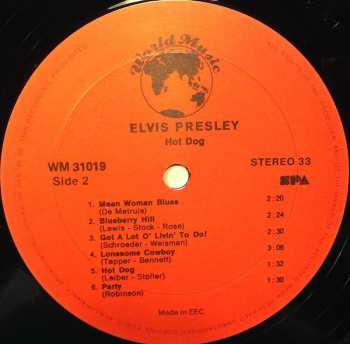 World Music
ELVIS PRESLEY
Hot Dog
WM 31019
STEREO 33
Side 2
1. Mean Woman Blues 2:20
(De Metruis)
2. Blueberry Hill 2:24
(Lewis - Stock - Rose)
3. Got A Lot O' Livin' To Do! 2:30
(Schroeder - Weisman)
4. Lonesome Cowboy 3:06
(Tepper - Bennett)
5. Hot Dog 1:32
(Leiber - Stoller)
6. Party 1:30
(Robinson)
Made in EEC